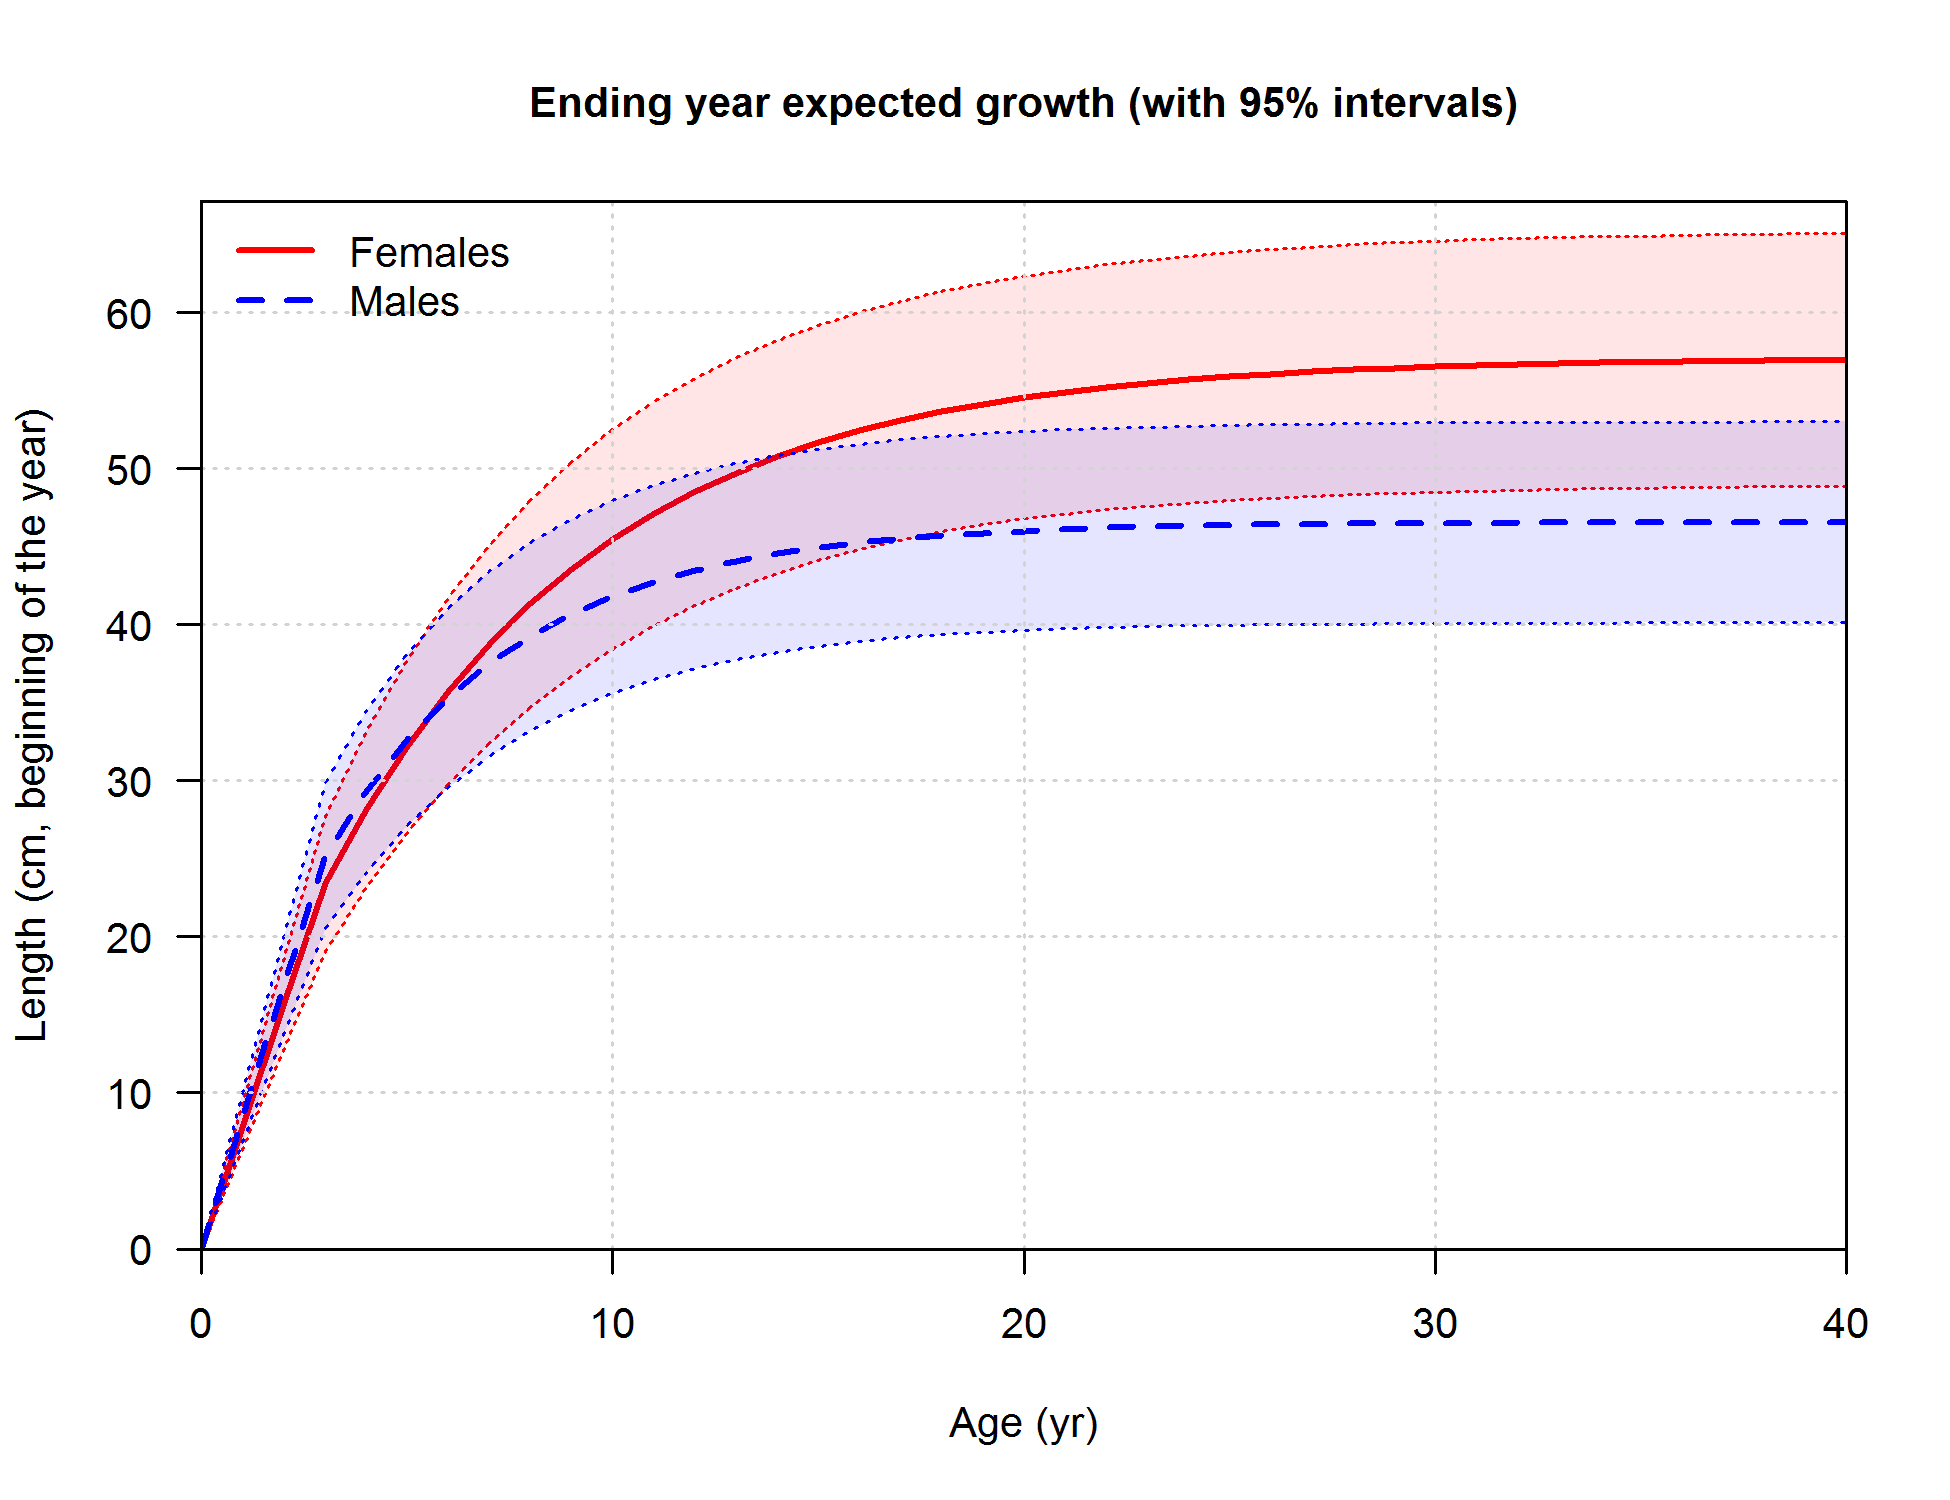 Ending year expected growth (with 95% intervals)
Females
Males
Length (cm, beginning of the year)
60
50
40
30
20
10
0
0 10 20 30 40
Age (yr)